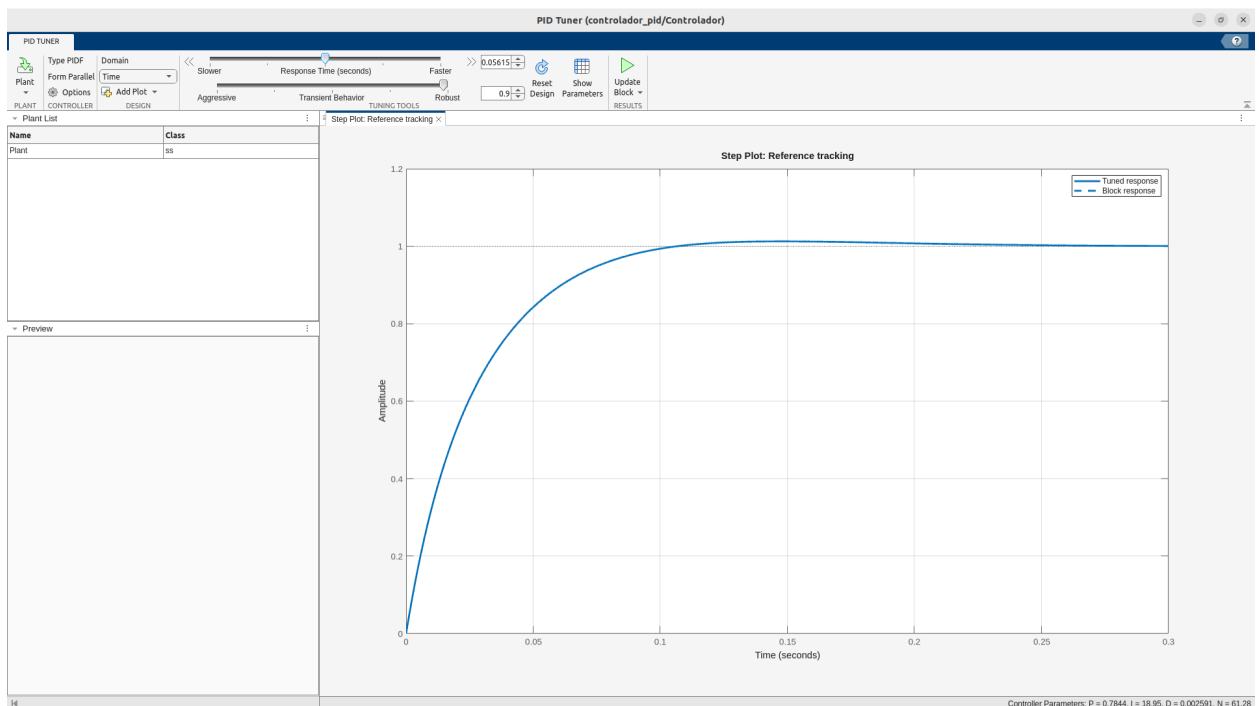 PID Tuner (controlador_pid/Controlador)
PID TUNER
Plant
PLANT
Type PIDF
Form Parallel
Options
CONTROLLER
Domain
Time
Add Plot
DESIGN
Slower Response Time (seconds) Faster
0.05615
Aggressive Transient Behavior Robust
0.9
TUNING TOOLS
Reset Design
Show Parameters
Update Block
RESULTS
Plant List
Name Class
Plant ss
Preview
Step Plot: Reference tracking
Step Plot: Reference tracking
Tuned response
Block response
Amplitude
1.2
1
0.8
0.6
0.4
0.2
0
0 0.05 0.1 0.15 0.2 0.25 0.3
Time (seconds)
Controller Parameters: P = 0.7844, I = 18.95, D = 0.002591, N = 61.28